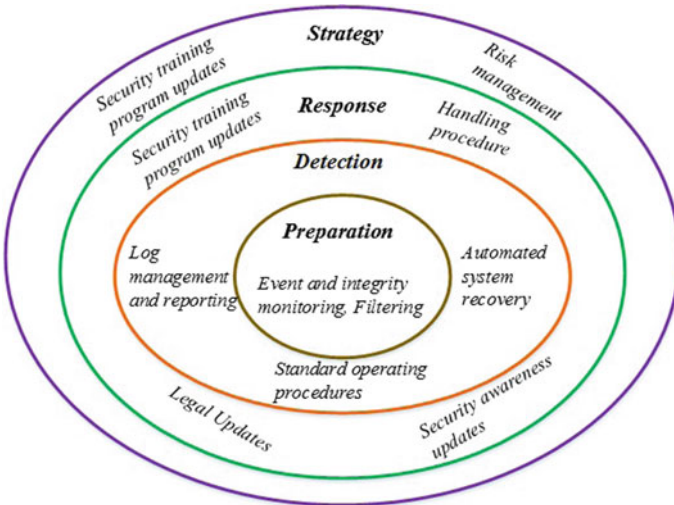 Strategy
Security training
program updates
Risk
management
Response
Security training
program updates
Handling
procedure
Detection
Preparation
Log
management
and reporting
Event and integrity
monitoring, Filtering
Automated
system
recovery
Standard operating
procedures
Legal Updates
Security awareness
updates